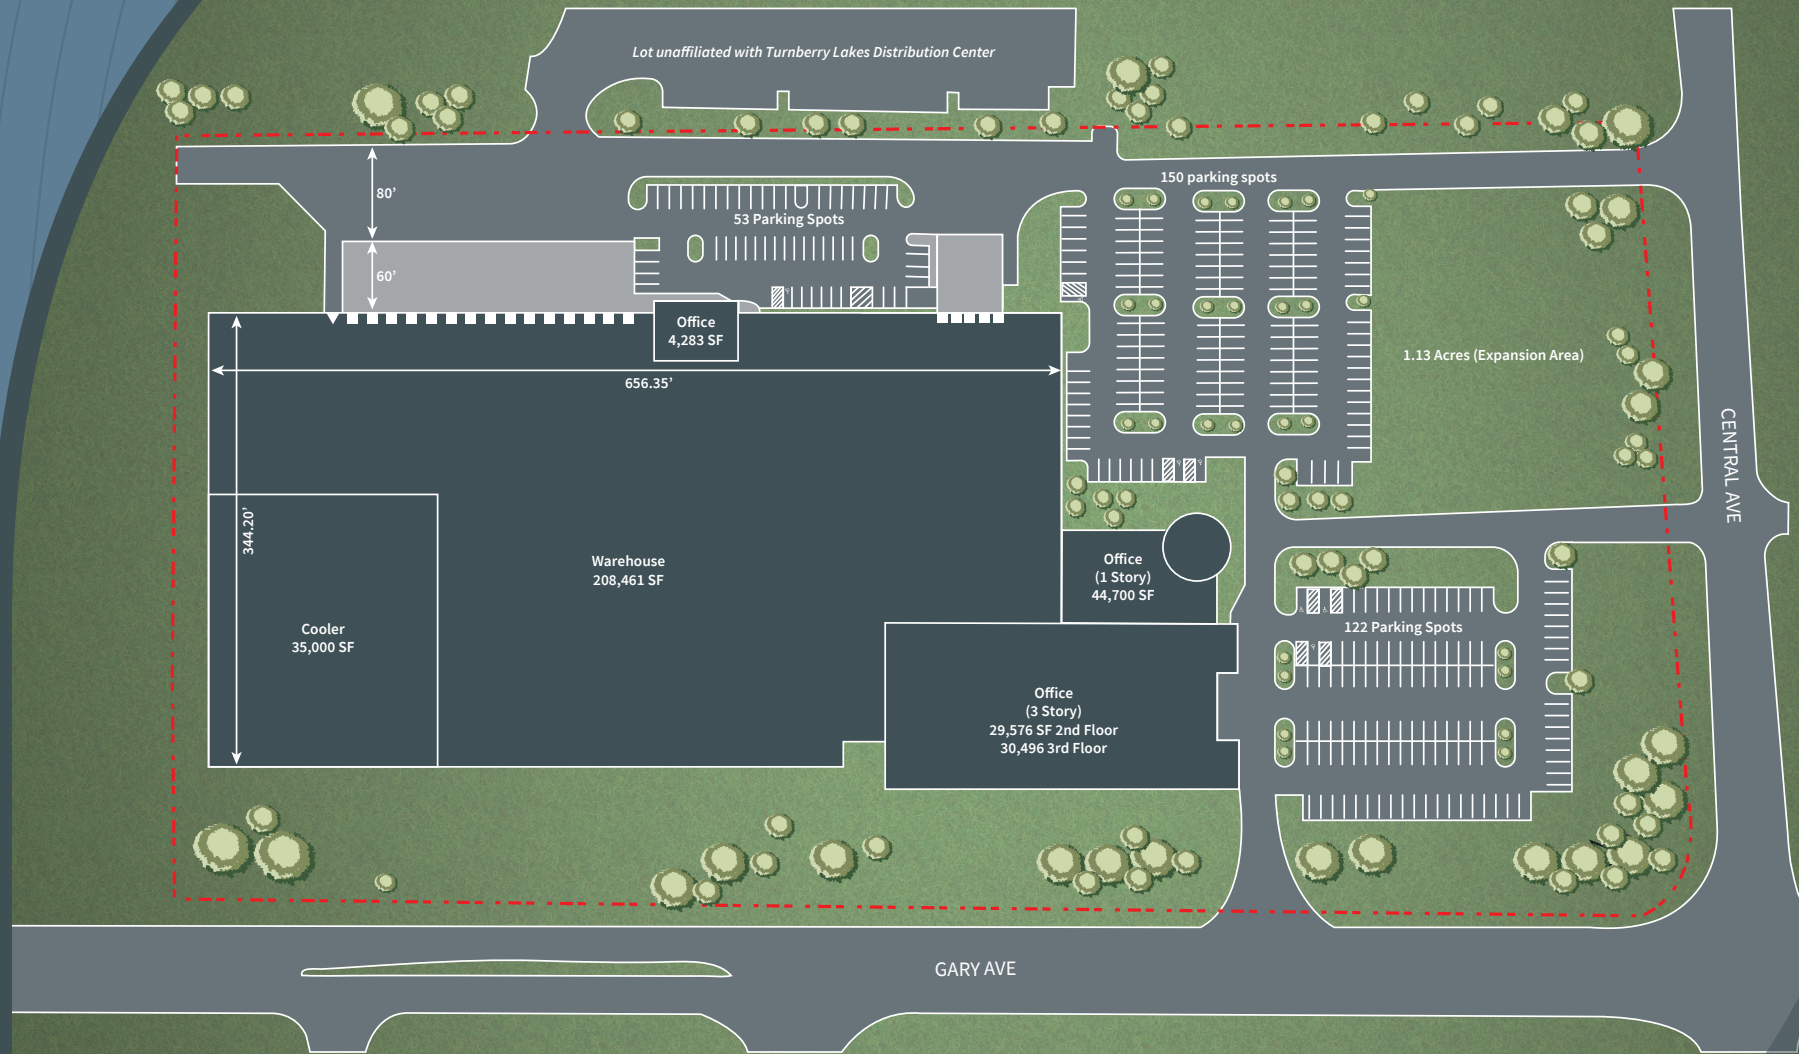 Lot unaffiliated with Turnberry Lakes Distribution Center
150 parking spots
80’
53 Parking Spots
60’
Office
4,283 SF
1.13 Acres (Expansion Area)
656.35’
CENTRAL AVE
344.20’
Warehouse
208,461 SF
Office
(1 Story)
44,700 SF
Cooler
35,000 SF
122 Parking Spots
Office
(3 Story)
29,576 SF 2nd Floor
30,496 3rd Floor
GARY AVE